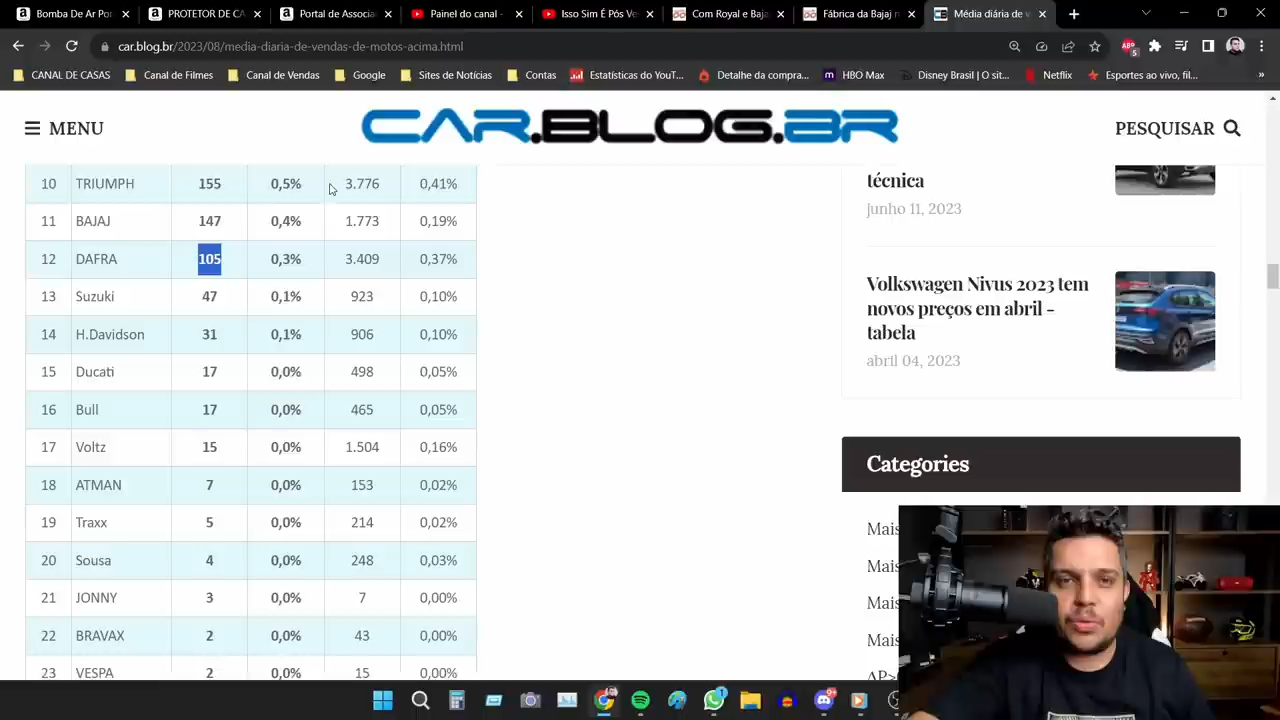 Painel do canal -
Isso Sim É Pós Ve
Com Royal e Baja
Fábrica da Bajaj n
Média diária de v
PROTETOR DE CA
Portal de Associa
Ar Po
car.blog.br/2023/08/media-diaria-de-vendas-de-motos-acima.html
ABP
5
CANAL DE CASAS
Canal de Filmes
Canal de Vendas
Google
Sites de Notícias
Contas
Estatísticas do YouT...
Detalhe da compra...
HBO Max
Disney Brasil | O sit...
Netflix
Esportes ao vivo, fil...
»
MENU
CAR.BLOG.BR
PESQUISAR
10 TRIUMPH 155 0,5% 3.776 0,41%
11 BAJAJ 147 0,4% 1.773 0,19%
12 DAFRA 105 0,3% 3.409 0,37%
13 Suzuki 47 0,1% 923 0,10%
14 H.Davidson 31 0,1% 906 0,10%
15 Ducati 17 0,0% 498 0,05%
16 Bull 17 0,0% 465 0,05%
17 Voltz 15 0,0% 1.504 0,16%
18 ATMAN 7 0,0% 153 0,02%
19 Traxx 5 0,0% 214 0,02%
20 Sousa 4 0,0% 248 0,03%
21 JONNY 3 0,0% 7 0,00%
22 BRAVAX 2 0,0% 43 0,00%
23 VESPA 2 0,0% 15 0,00%
técnica
junho 11, 2023
Volkswagen Nivus 2023 tem
novos preços em abril -
tabela
abril 04, 2023
Categories
Mais
Mais
Mais
Mais
1
9+